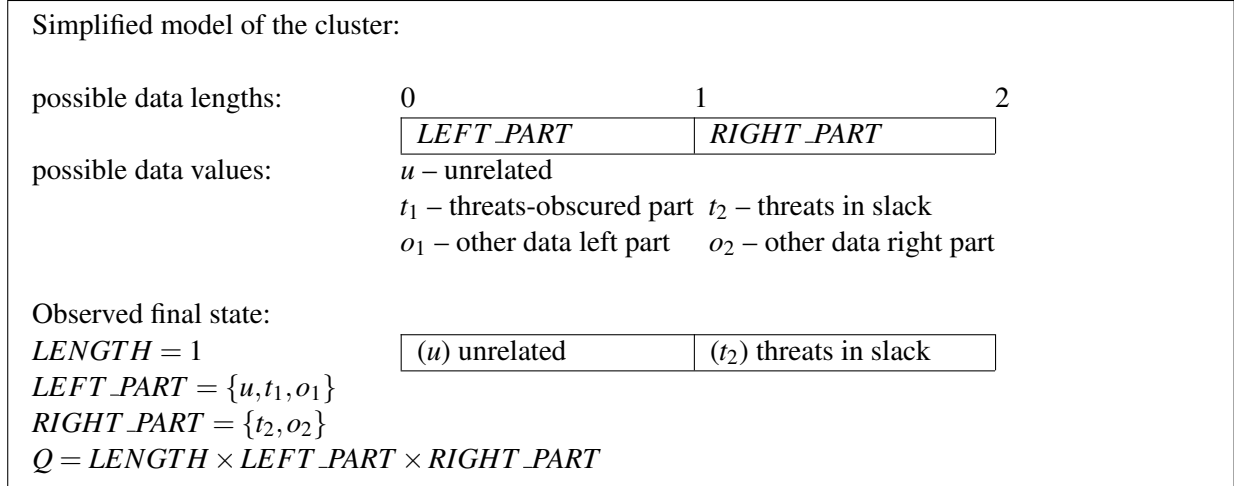 Simplified model of the cluster:
possible data lengths: 0 1 2
LEFT_PART RIGHT_PART
possible data values: u – unrelated
t₁ – threats-obscured part t₂ – threats in slack
o₁ – other data left part o₂ – other data right part
Observed final state:
LENGTH = 1 (u) unrelated (t₂) threats in slack
LEFT_PART = {u,t₁,o₁}
RIGHT_PART = {t₂,o₂}
Q = LENGTH × LEFT_PART × RIGHT_PART